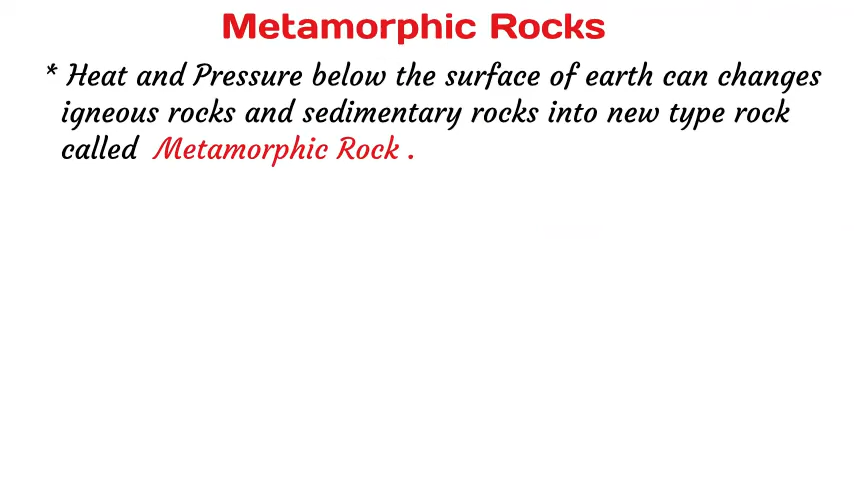 Metamorphic Rocks
* Heat and Pressure below the surface of earth can changes
igneous rocks and sedimentary rocks into new type rock
called Metamorphic Rock .